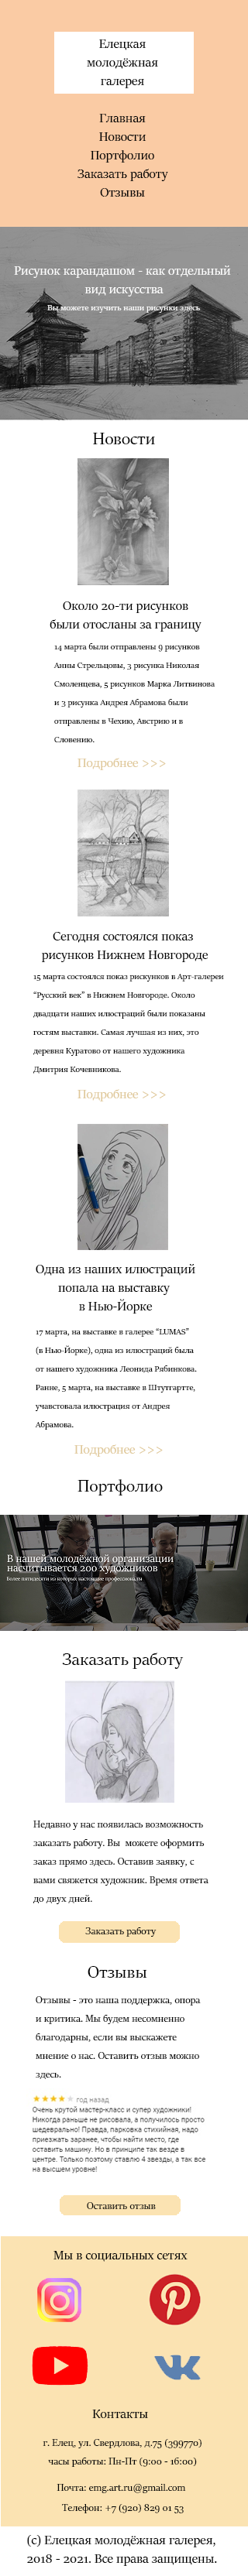 Елецкая
молодёжная
галерея
Главная
Новости
Портфолио
Заказать работу
Отзывы
Рисунок карандашом - как отдельный
вид искусства
Вы можете изучить наши рисунки здесь
Новости
Около 20-ти рисунков
были отосланы за границу
14 марта были отправлены 9 рисунков
Анны Стрельцовы, 3 рисунка Николая
Смоленцева, 5 рисунков Марка Литвинова
и 3 рисунка Андрея Абрамова были
отправлены в Чехию, Австрию и в
Словению.
Подробнее >>>
Сегодня состоялся показ
рисунков Нижнем Новгороде
15 марта состоялся показ рискунков в Арт-галереи
“Русский век” в Нижнем Новгороде. Около
двадцати наших илюстраций были показаны
гостям выставки. Самая лучшая из них, это
деревня Куратово от нашего художника
Дмитрия Кочевникова.
Подробнее >>>
Одна из наших илюстраций
попала на выставку
в Нью-Йорке
17 марта, на выставке в галерее “LUMAS”
(в Нью-Йорке), одна из илюстраций была
от нашего художника Леонида Рябинкова.
Ранне, 5 марта, на выставке в Штутгартте,
учавстовала илюстрация от Андрея
Абрамова.
Подробнее >>>
Портфолио
В нашей молодёжной организации
насчитывается 200 художников
Более пятидесяти из которых настоящие профессионалы
Заказать работу
Недавно у нас появилась возможность
заказать работу. Вы можете оформить
заказ прямо здесь. Оставив заявку, с
вами свяжется художник. Время ответа
до двух дней.
Заказать работу
Отзывы
Отзывы - это наша поддержка, опора
и критика. Мы будем несомненно
благодарны, если вы выскажете
мнение о нас. Оставить отзыв можно
здесь.
год назад
Очень крутой мастер-класс и супер художники!
Никогда раньше не рисовала, а получилось просто
шедеврально! Правда, парковка стихийная, надо
приезжать заранее, чтобы найти место, где
оставить машину. Но в принципе так везде в
центре. Только поэтому ставлю 4 звезды, а так все
на высшем уровне!
Оставить отзыв
Мы в социальных сетях
Контакты
г. Елец, ул. Свердлова, д.75 (399770)
часы работы: Пн-Пт (9:00 - 16:00)
Почта: emg.art.ru@gmail.com
Телефон: +7 (920) 829 01 53
(c) Елецкая молодёжная галерея,
2018 - 2021. Все права защищены.